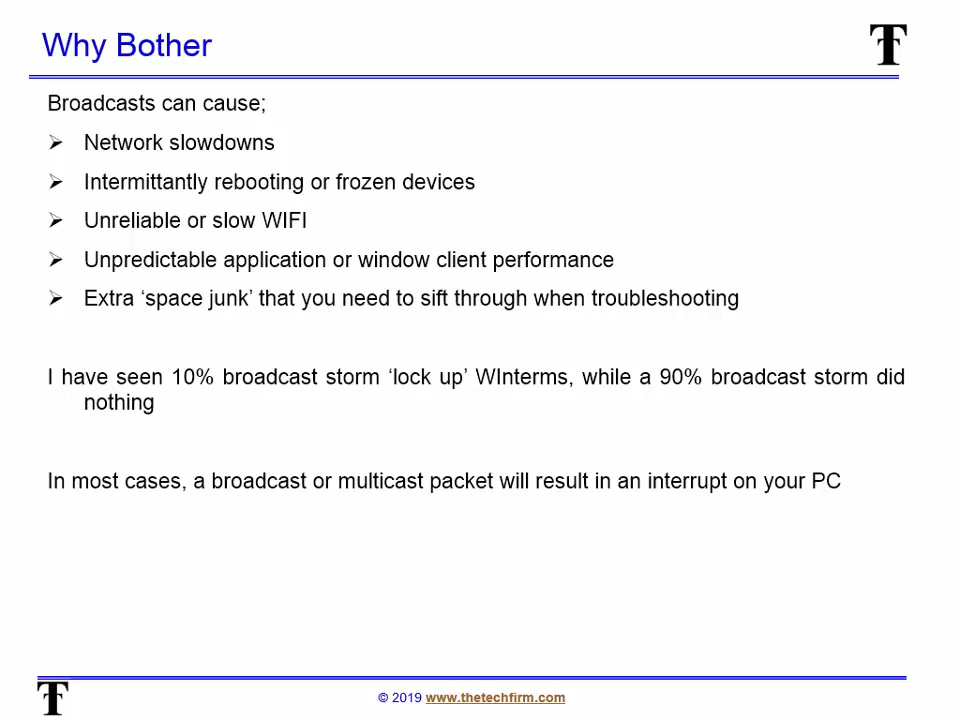 Why Bother
Broadcasts can cause;
➢ Network slowdowns
➢ Intermittantly rebooting or frozen devices
➢ Unreliable or slow WIFI
➢ Unpredictable application or window client performance
➢ Extra ‘space junk’ that you need to sift through when troubleshooting
I have seen 10% broadcast storm ‘lock up’ WInterms, while a 90% broadcast storm did
nothing
In most cases, a broadcast or multicast packet will result in an interrupt on your PC
© 2019 www.thetechfirm.com